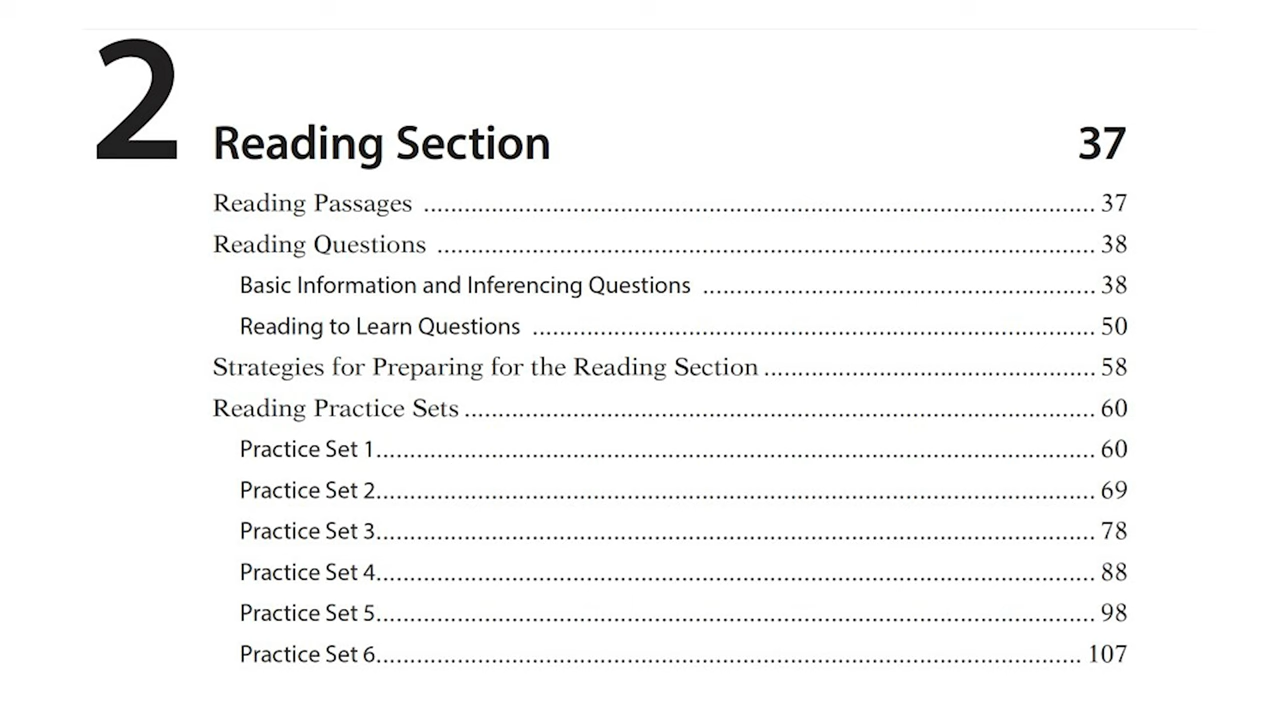 2 Reading Section 37
Reading Passages ........ 37
Reading Questions ........ 38
Basic Information and Inferencing Questions ........ 38
Reading to Learn Questions ........ 50
Strategies for Preparing for the Reading Section ........ 58
Reading Practice Sets ........ 60
Practice Set 1........ 60
Practice Set 2........ 69
Practice Set 3........ 78
Practice Set 4........ 88
Practice Set 5........ 98
Practice Set 6........ 107